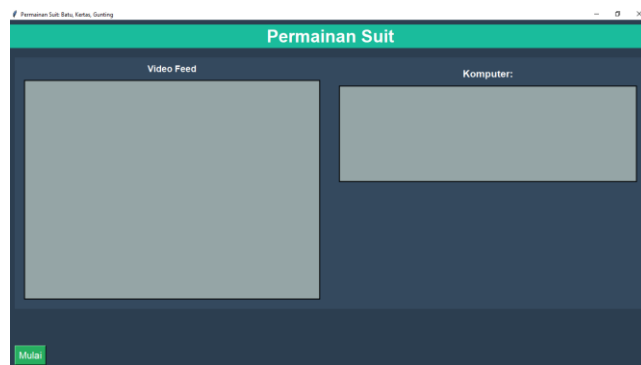 Permainan Suit: Batu, Kertas, Gunting
Permainan Suit
Video Feed
Komputer:
Mulai